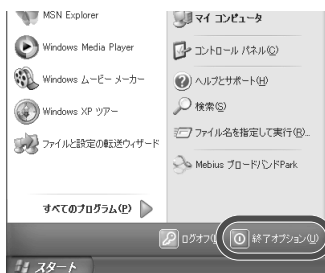 MSN Explorer
Windows Media Player
Windows ムービー メーカー
Windows XP ツアー
ファイルと設定の転送ウィザード
すべてのプログラム(P)
マイ コンピュータ
コントロール パネル(C)
ヘルプとサポート(H)
検索(S)
ファイル名を指定して実行(R)...
Mebius ブロードバンドPark
ログオフ(L
終了オプション(U)
スタート